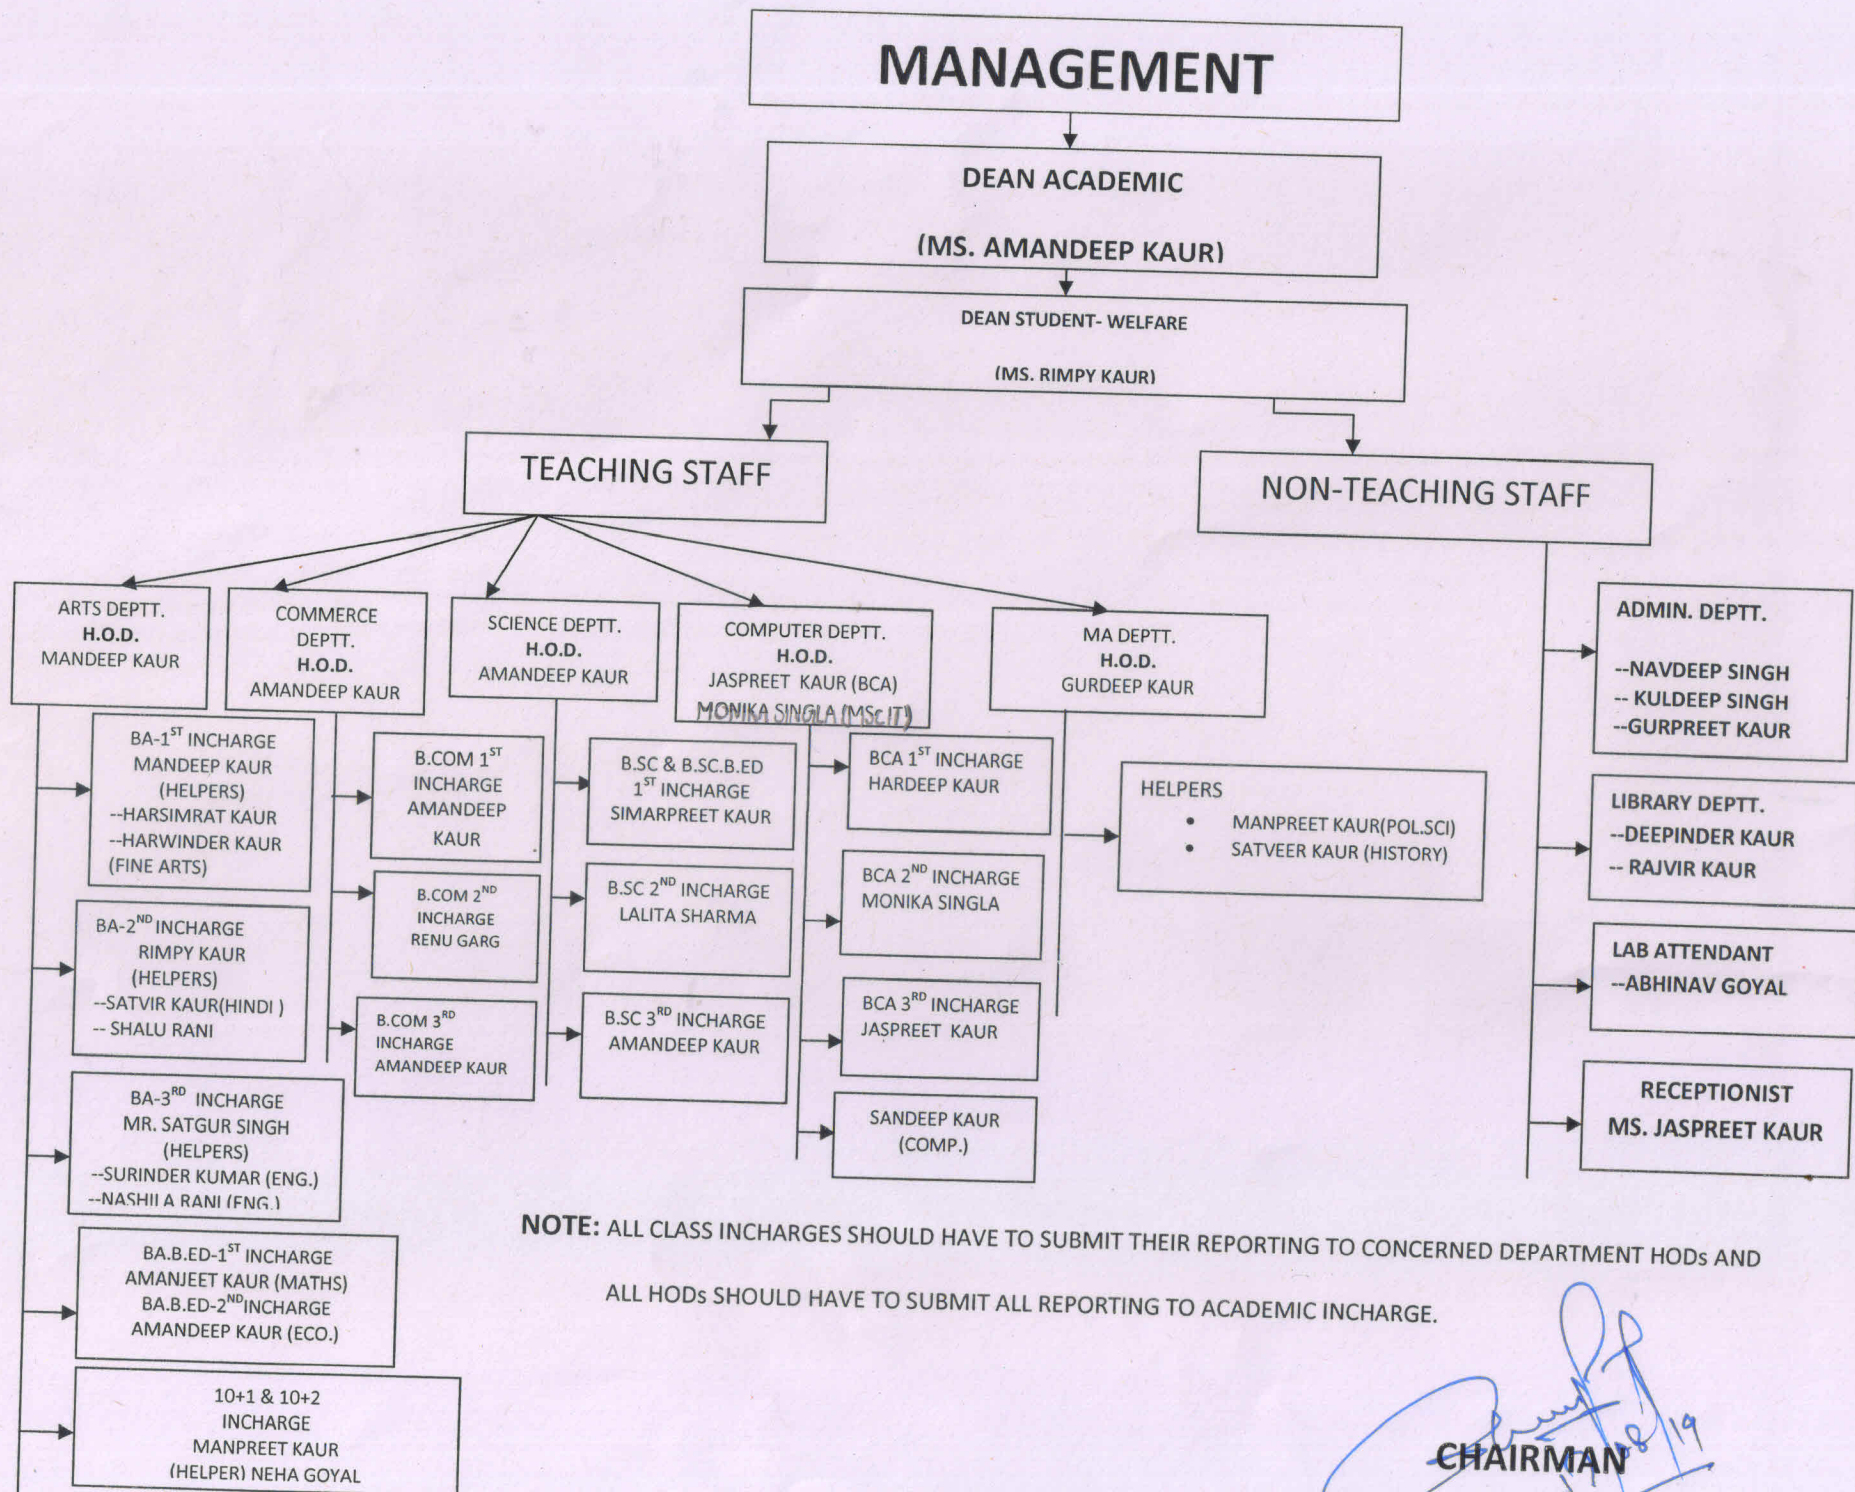 MANAGEMENT
DEAN ACADEMIC
(MS. AMANDEEP KAUR)
DEAN STUDENT- WELFARE
(MS. RIMPY KAUR)
TEACHING STAFF
NON-TEACHING STAFF
ARTS DEPTT.
H.O.D.
MANDEEP KAUR
COMMERCE
DEPTT.
H.O.D.
AMANDEEP KAUR
SCIENCE DEPTT.
H.O.D.
AMANDEEP KAUR
COMPUTER DEPTT.
H.O.D.
JASPREET KAUR (BCA)
MONIKA SINGLA (MSc IT)
MA DEPTT.
H.O.D.
GURDEEP KAUR
BA-1ST INCHARGE
MANDEEP KAUR
(HELPERS)
--HARSIMRAT KAUR
--HARWINDER KAUR
(FINE ARTS)
BA-2ND INCHARGE
RIMPY KAUR
(HELPERS)
--SATVIR KAUR(HINDI )
-- SHALU RANI
BA-3RD INCHARGE
MR. SATGUR SINGH
(HELPERS)
--SURINDER KUMAR (ENG.)
--NASHILA RANI (ENG.)
BA.B.ED-1ST INCHARGE
AMANJEET KAUR (MATHS)
BA.B.ED-2ND INCHARGE
AMANDEEP KAUR (ECO.)
10+1 & 10+2
INCHARGE
MANPREET KAUR
(HELPER) NEHA GOYAL
B.COM 1ST
INCHARGE
AMANDEEP
KAUR
B.COM 2ND
INCHARGE
RENU GARG
B.COM 3RD
INCHARGE
AMANDEEP KAUR
B.SC & B.SC.B.ED
1ST INCHARGE
SIMARPREET KAUR
B.SC 2ND INCHARGE
LALITA SHARMA
B.SC 3RD INCHARGE
AMANDEEP KAUR
BCA 1ST INCHARGE
HARDEEP KAUR
BCA 2ND INCHARGE
MONIKA SINGLA
BCA 3RD INCHARGE
JASPREET KAUR
SANDEEP KAUR
(COMP.)
HELPERS
• MANPREET KAUR(POL.SCI)
• SATVEER KAUR (HISTORY)
ADMIN. DEPTT.
--NAVDEEP SINGH
-- KULDEEP SINGH
--GURPREET KAUR
LIBRARY DEPTT.
--DEEPINDER KAUR
-- RAJVIR KAUR
LAB ATTENDANT
--ABHINAV GOYAL
RECEPTIONIST
MS. JASPREET KAUR
NOTE: ALL CLASS INCHARGES SHOULD HAVE TO SUBMIT THEIR REPORTING TO CONCERNED DEPARTMENT HODs AND
ALL HODs SHOULD HAVE TO SUBMIT ALL REPORTING TO ACADEMIC INCHARGE.
CHAIRMAN